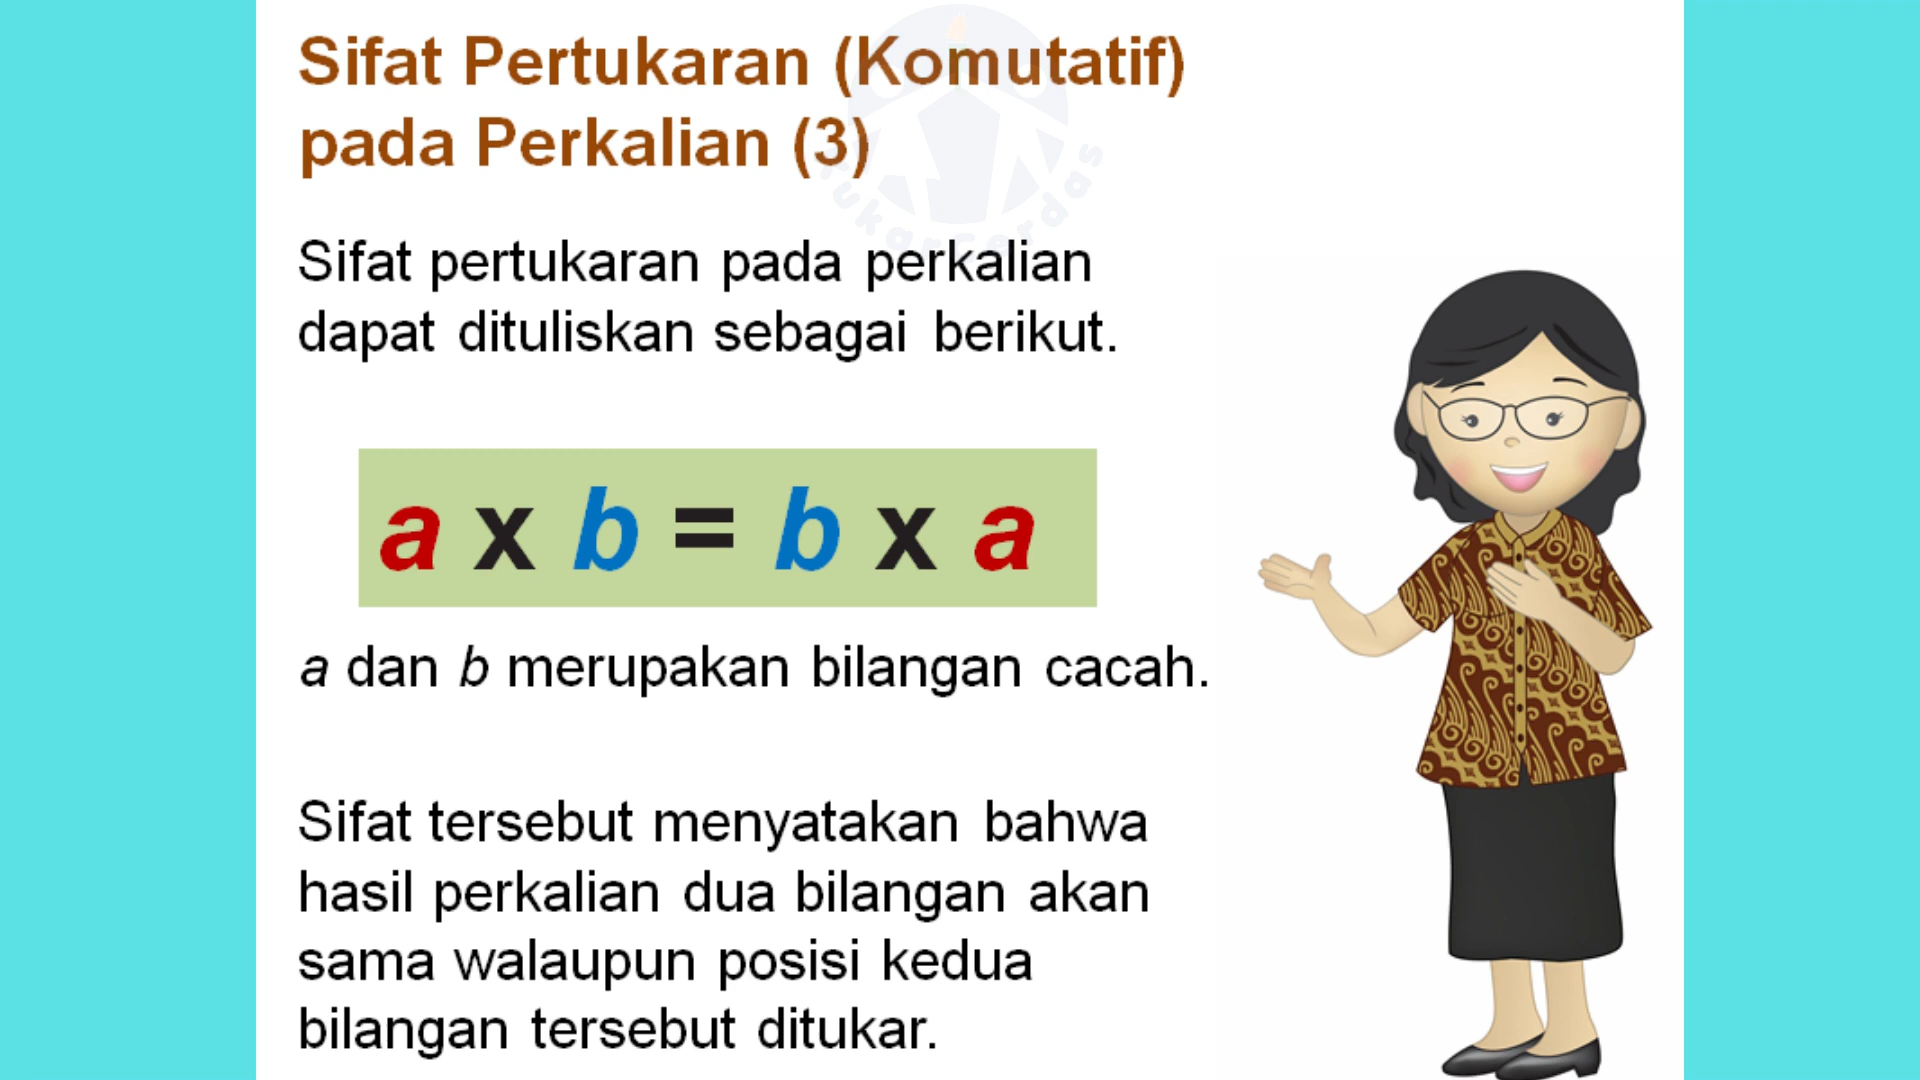 Sifat Pertukaran (Komutatif)
pada Perkalian (3)
TukarCerdas
Sifat pertukaran pada perkalian
dapat dituliskan sebagai berikut.
a x b = b x a
a dan b merupakan bilangan cacah.
Sifat tersebut menyatakan bahwa
hasil perkalian dua bilangan akan
sama walaupun posisi kedua
bilangan tersebut ditukar.